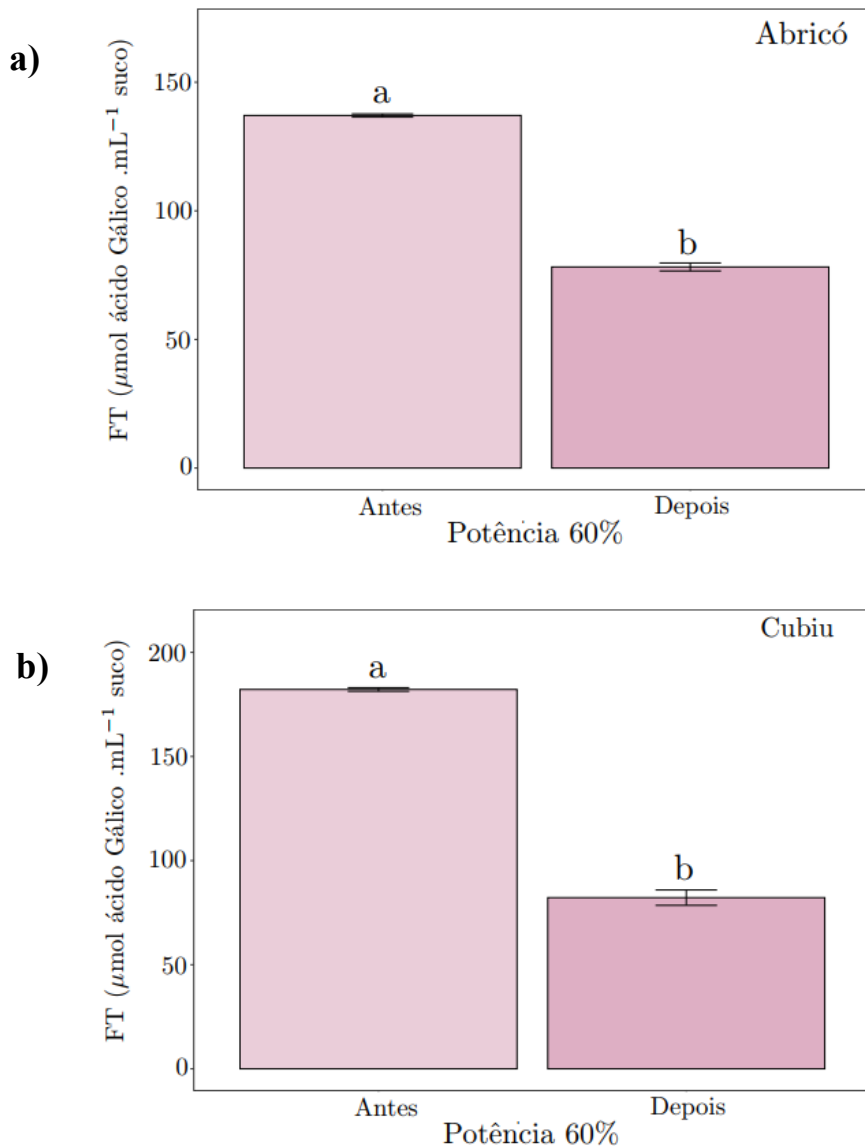 a)
Abricó
FT (µmol ácido Gálico .mL⁻¹ suco)
150
100
50
0
a
b
Antes Depois
Potência 60%
b)
Cubiu
FT (µmol ácido Gálico .mL⁻¹ suco)
200
150
100
50
0
a
b
Antes Depois
Potência 60%